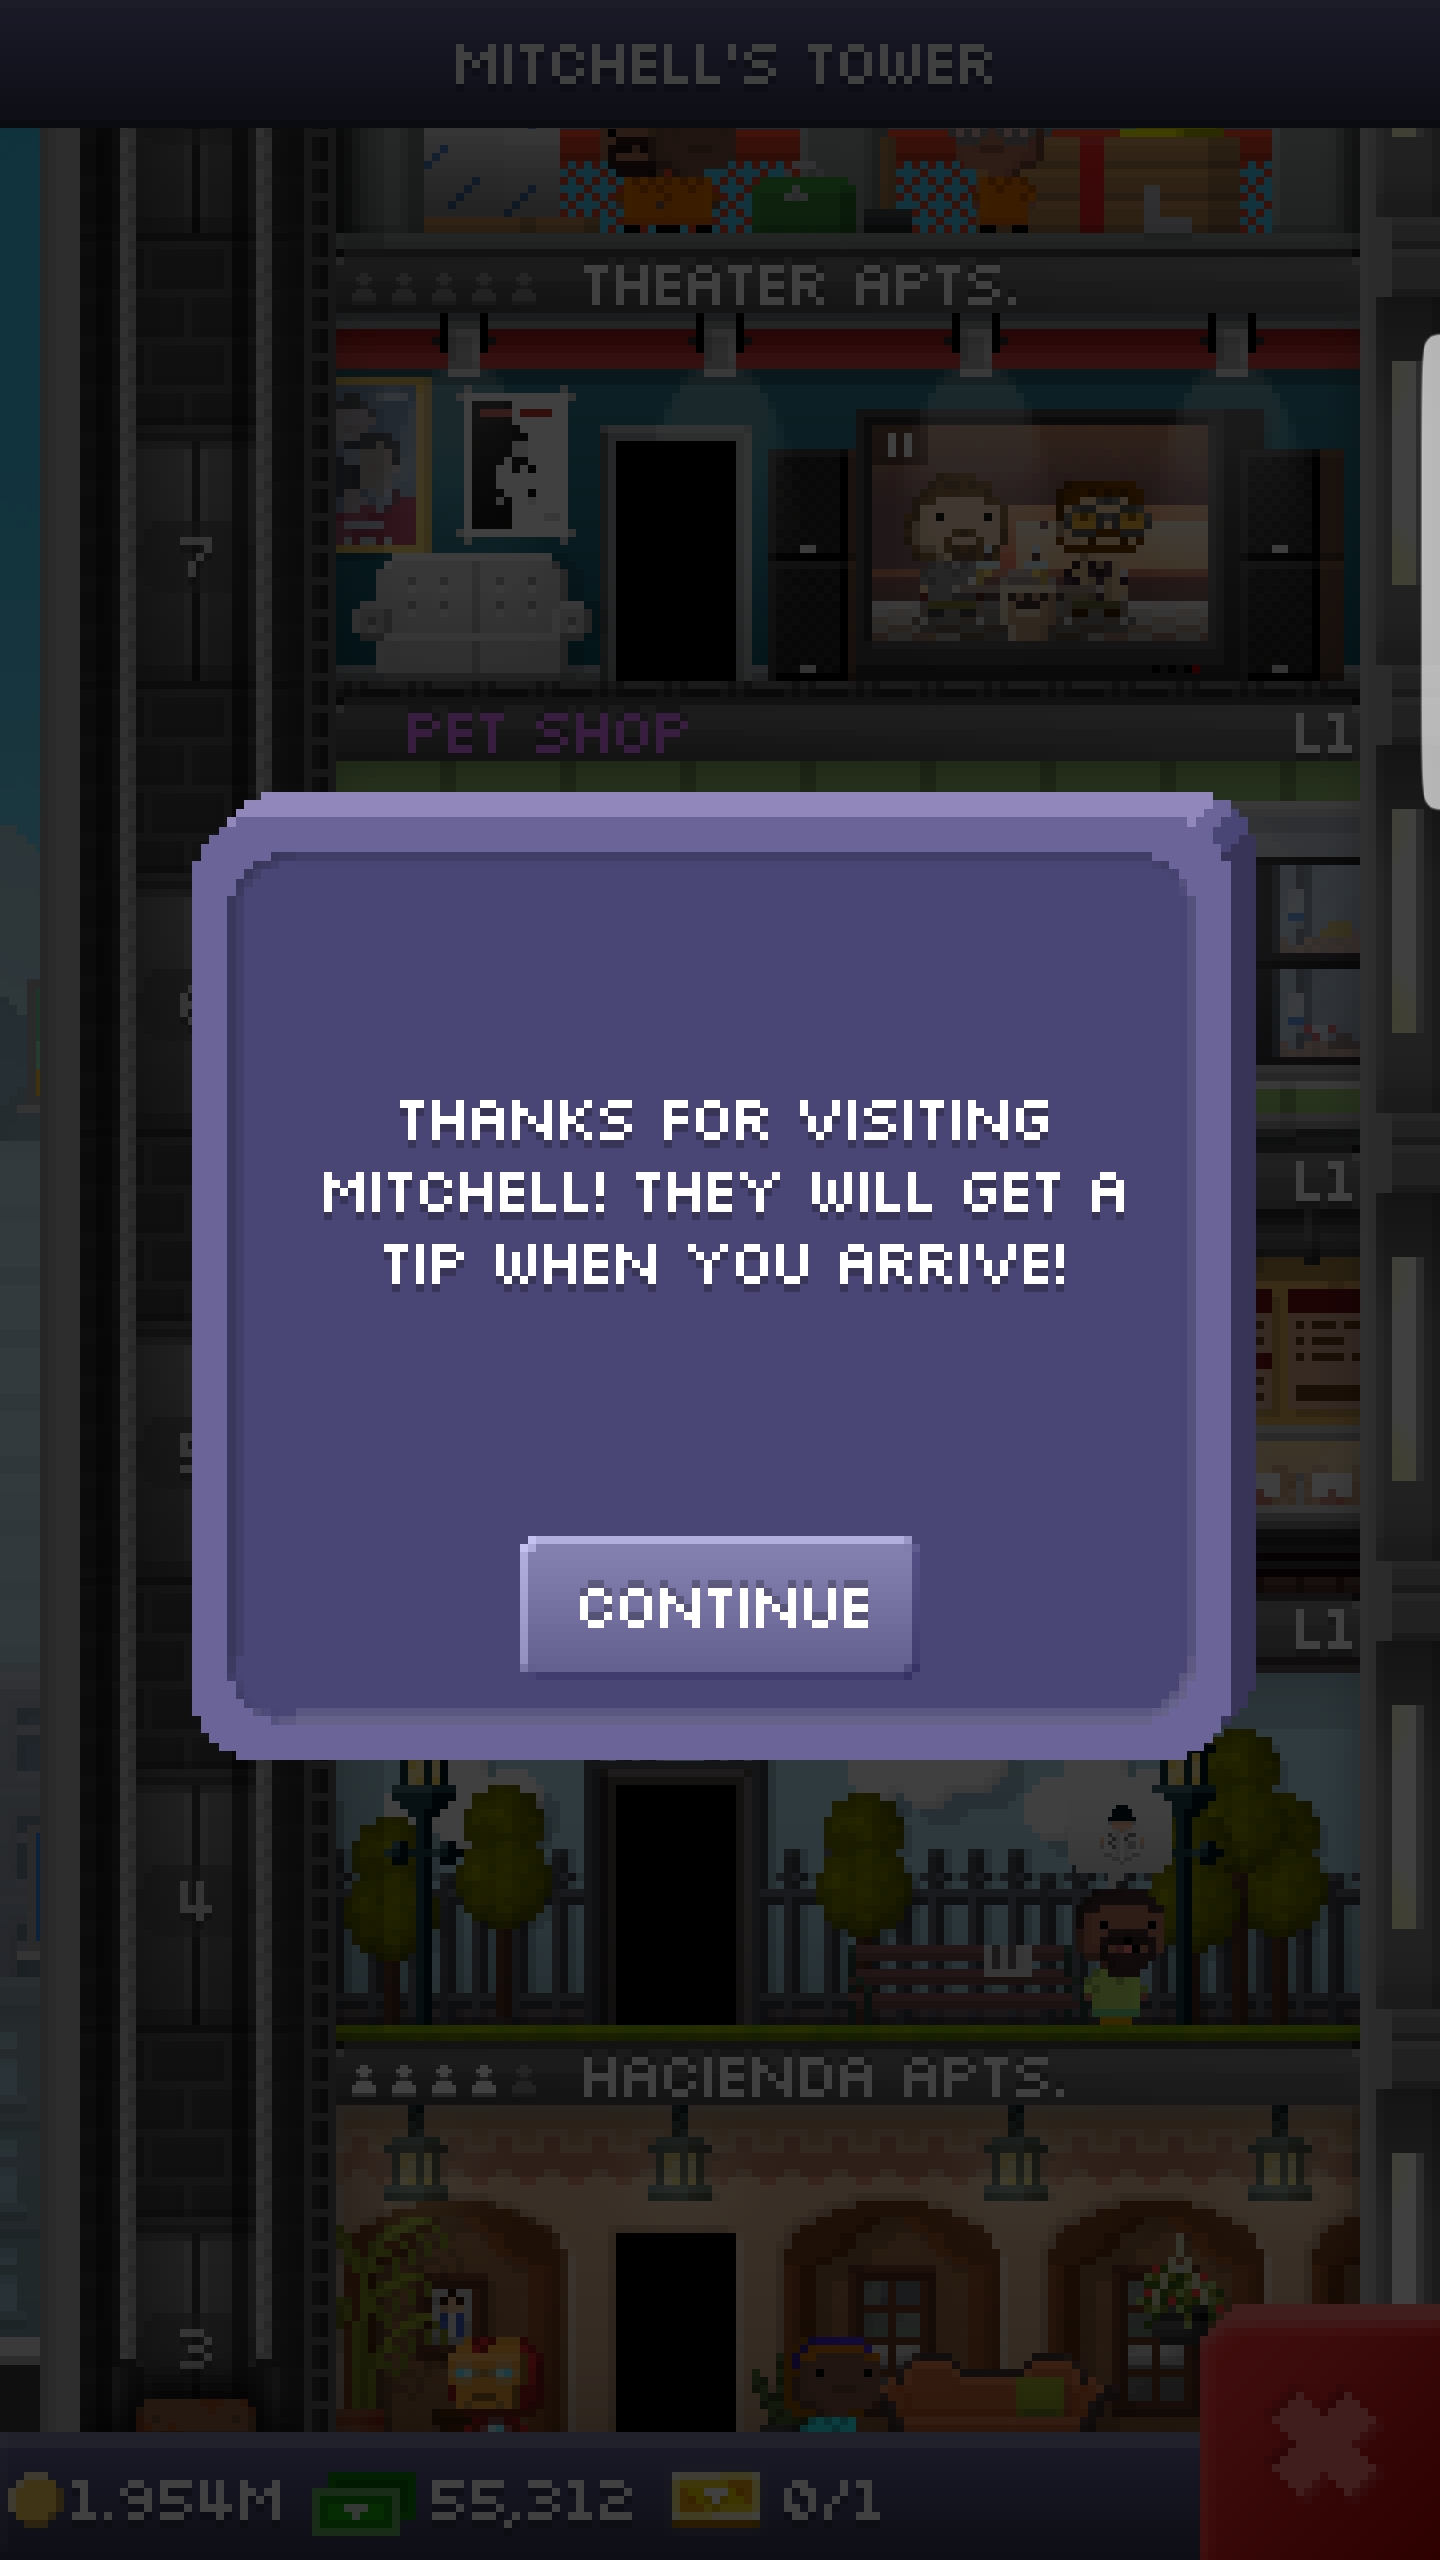 MITCHELL'S TOWER
THEATER APTS.
7
PET SHOP
L1
THANKS FOR VISITING
MITCHELL! THEY WILL GET A
TIP WHEN YOU ARRIVE!
L1
5
CONTINUE
L1
4
HACIENDA APTS.
3
1.954M
55,312
0/1